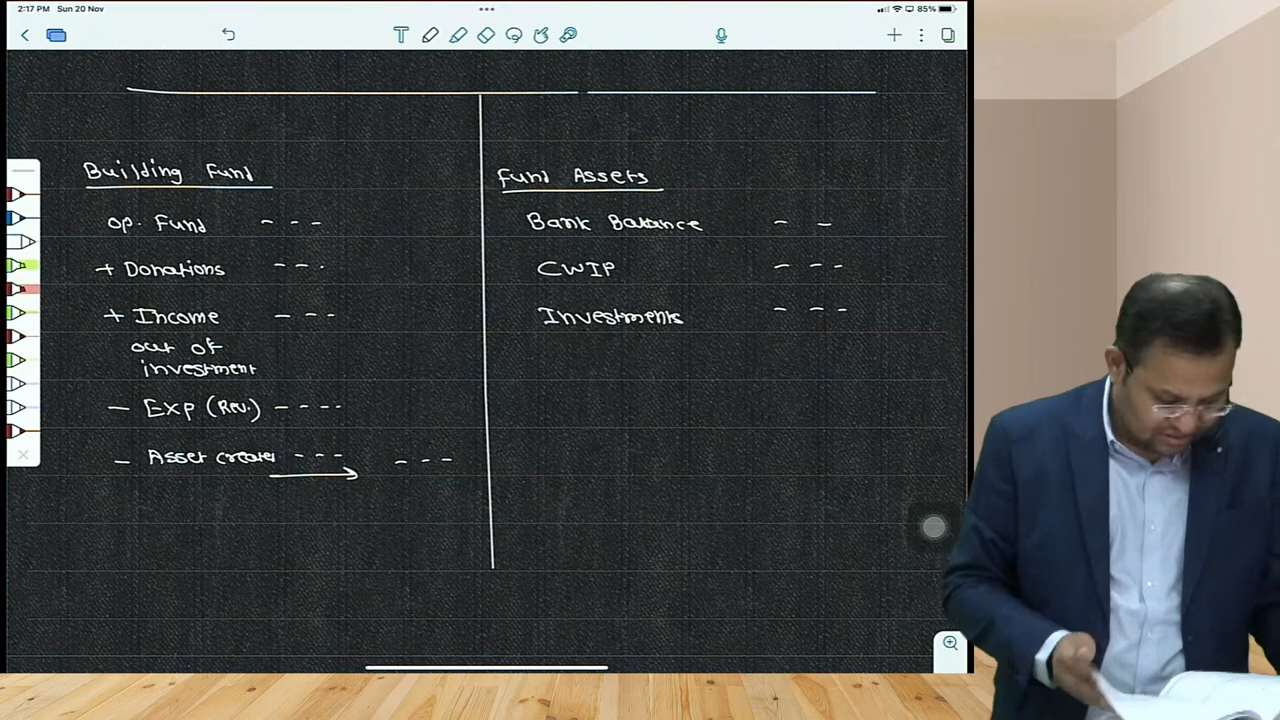 2:17 PM Sun 20 Nov
85%
Building Fund
op. Fund - - -
+ Donations - - -
+ Income - - -
out of
investment
- Exp (Rev.) - - - -
- Asset created - - - - - -
Fund Assets
Bank Balance - -
CWIP - - -
Investments - - -